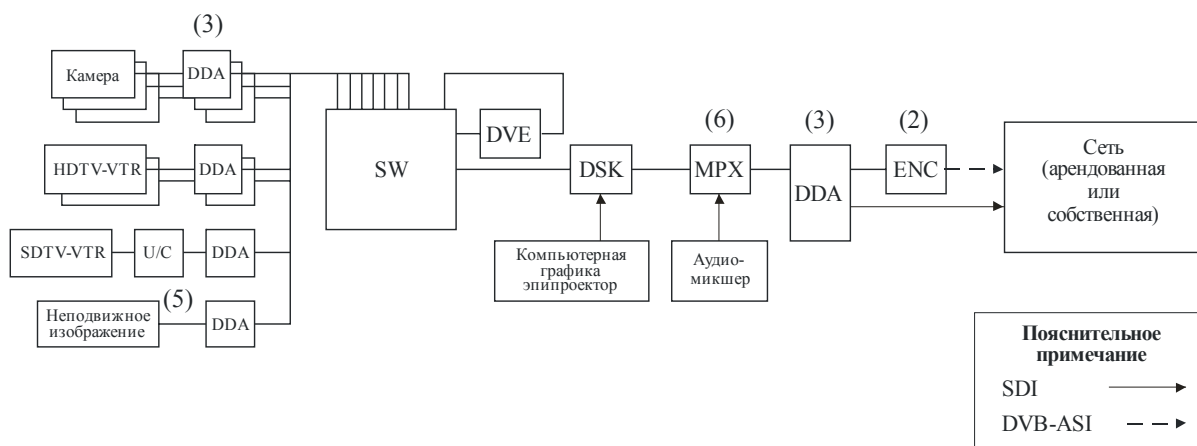 (3)
Камера
DDA
HDTV-VTR
DDA
SDTV-VTR
U/C
DDA
(5)
Неподвижное
изображение
DDA
SW
DVE
DSK
Компьютерная
графика
эпипроектор
(6)
MPX
Аудио-
микшер
(3)
DDA
(2)
ENC
Сеть
(арендованная
или
собственная)
Пояснительное
примечание
SDI
DVB-ASI